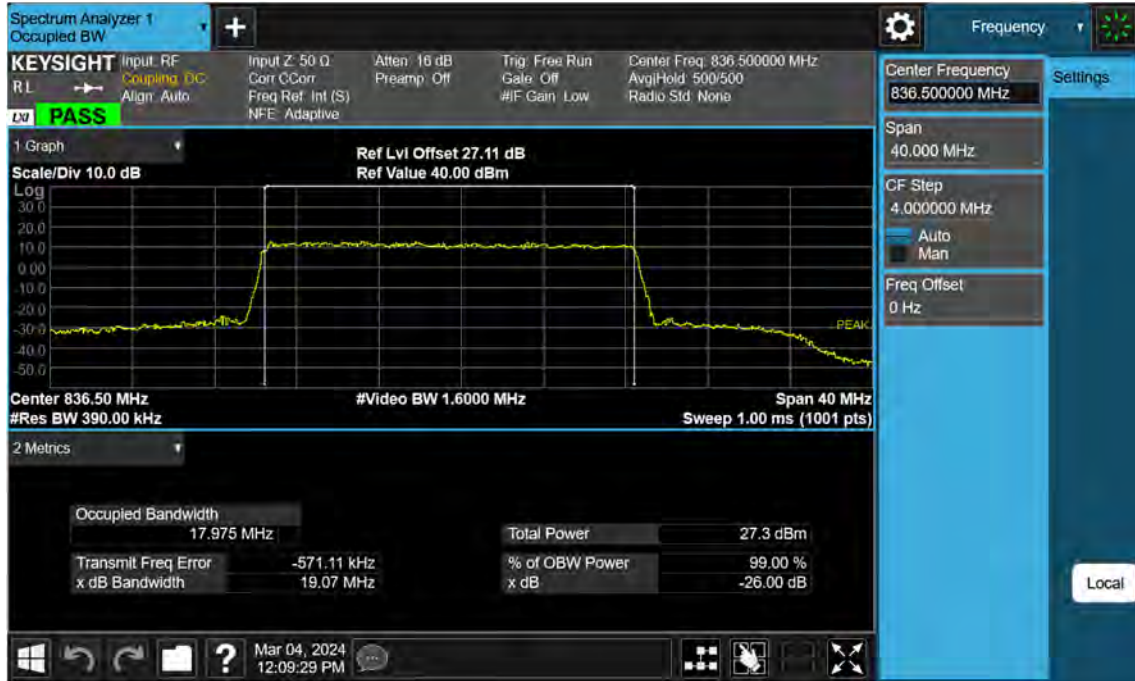 Spectrum Analyzer 1
Occupied BW
Frequency
KEYSIGHT
RL
LXI
PASS
Input: RF
Coupling: DC
Align: Auto
Input Z: 50 Ω
Corr CCorr
Freq Ref: Int (S)
NFE: Adaptive
Atten: 16 dB
Preamp: Off
Trig: Free Run
Gate: Off
#IF Gain: Low
Center Freq: 836.500000 MHz
Avg|Hold: 500/500
Radio Std: None
Center Frequency
836.500000 MHz
Settings
Span
40.000 MHz
CF Step
4.000000 MHz
Auto
Man
Freq Offset
0 Hz
Local
1 Graph
Scale/Div 10.0 dB
Ref Lvl Offset 27.11 dB
Ref Value 40.00 dBm
Log
30.0
20.0
10.0
0.00
-10.0
-20.0
-30.0
-40.0
-50.0
PEAK
Center 836.50 MHz
#Video BW 1.6000 MHz
Span 40 MHz
#Res BW 390.00 kHz
Sweep 1.00 ms (1001 pts)
2 Metrics
Occupied Bandwidth
17.975 MHz
Total Power 27.3 dBm
Transmit Freq Error -571.11 kHz
% of OBW Power 99.00 %
x dB Bandwidth 19.07 MHz
x dB -26.00 dB
?
Mar 04, 2024
12:09:29 PM